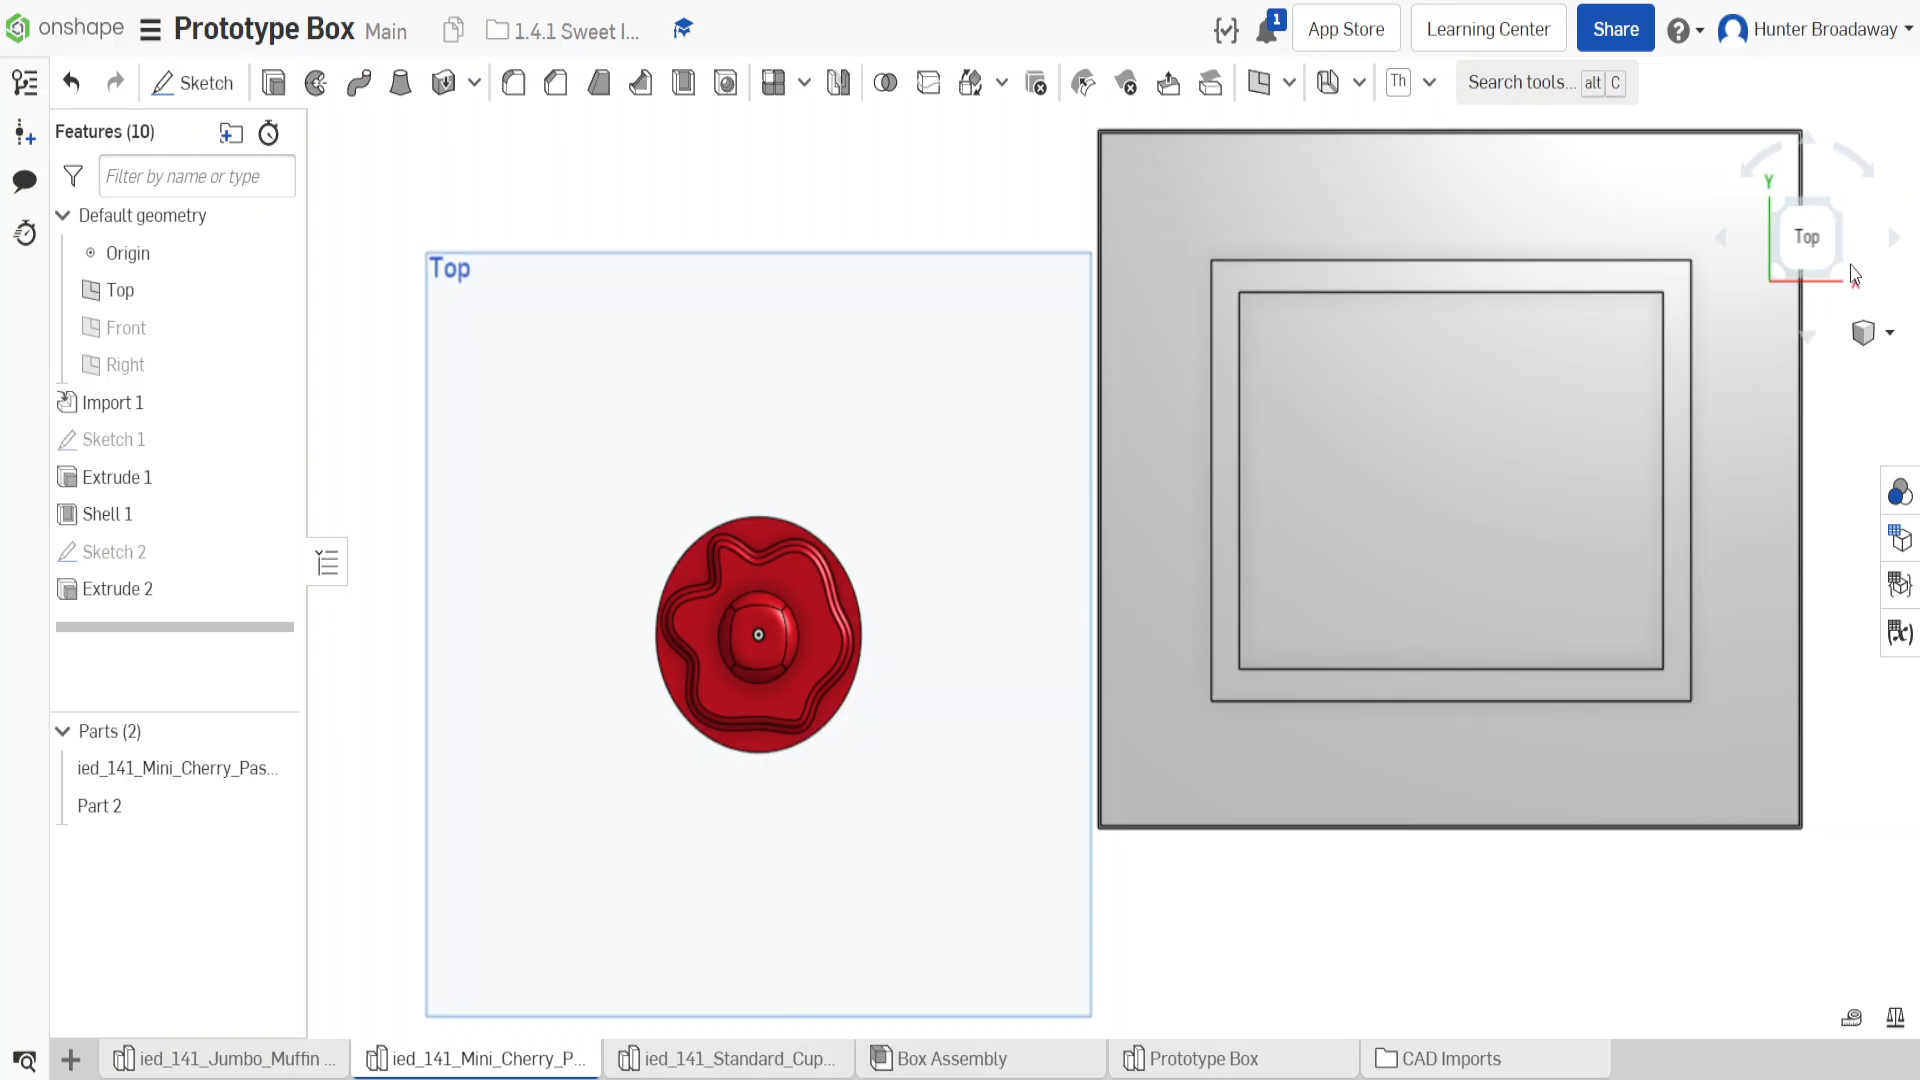 onshape
Prototype Box
Main
1.4.1 Sweet I...
1
App Store
Learning Center
Share
Hunter Broadaway
Sketch
Th
Search tools...
alt
C
Features (10)
Filter by name or type
Default geometry
Origin
Top
Front
Right
Import 1
Sketch 1
Extrude 1
Shell 1
Sketch 2
Extrude 2
Parts (2)
ied_141_Mini_Cherry_Pas...
Part 2
Top
Y
Top
X
(x)
ied_141_Jumbo_Muffin ...
ied_141_Mini_Cherry_P...
ied_141_Standard_Cup...
Box Assembly
Prototype Box
CAD Imports